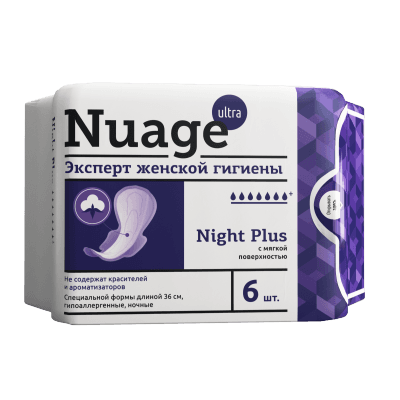 Nuage
ultra
Эксперт женской гигиены
Night Plus
с мягкой
поверхностью
Не содержат красителей
и ароматизаторов
Специальной формы длиной 36 см,
гипоаллергенные, ночные
6 шт.